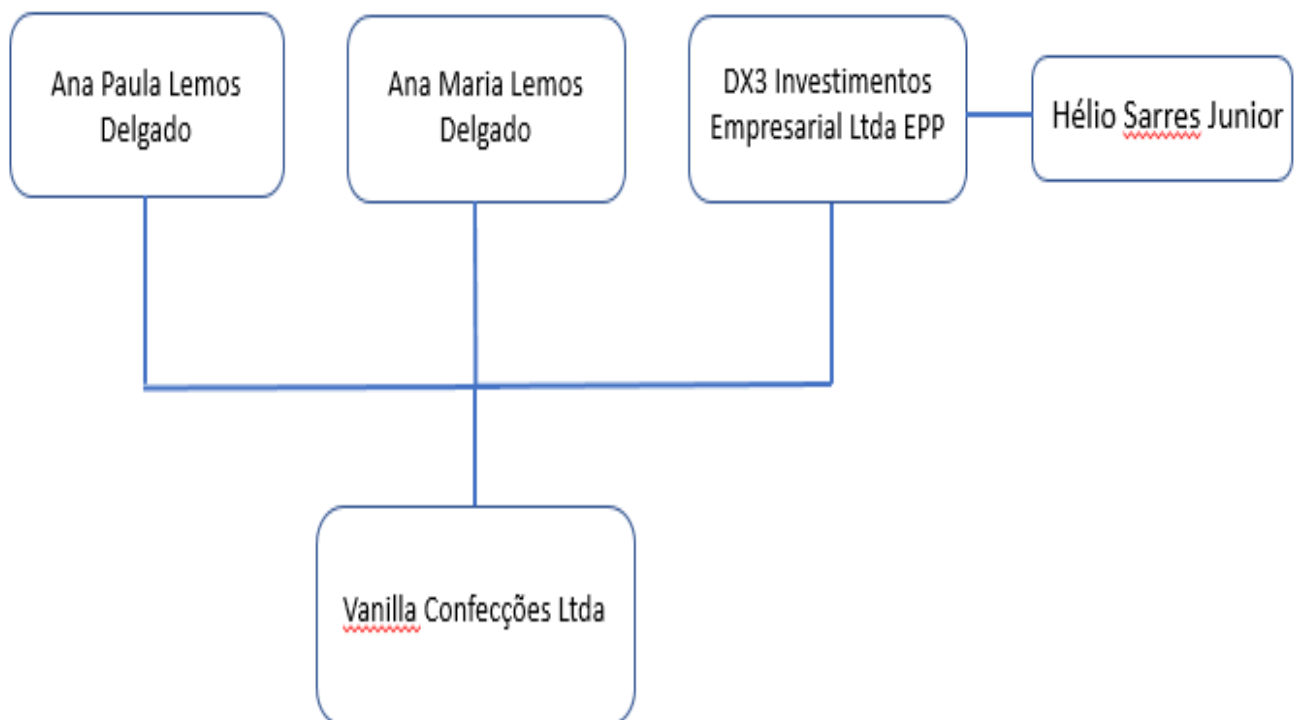 Ana Paula Lemos
Delgado
Ana Maria Lemos
Delgado
DX3 Investimentos
Empresarial Ltda EPP
Hélio Sarres Junior
Vanilla Confecções Ltda